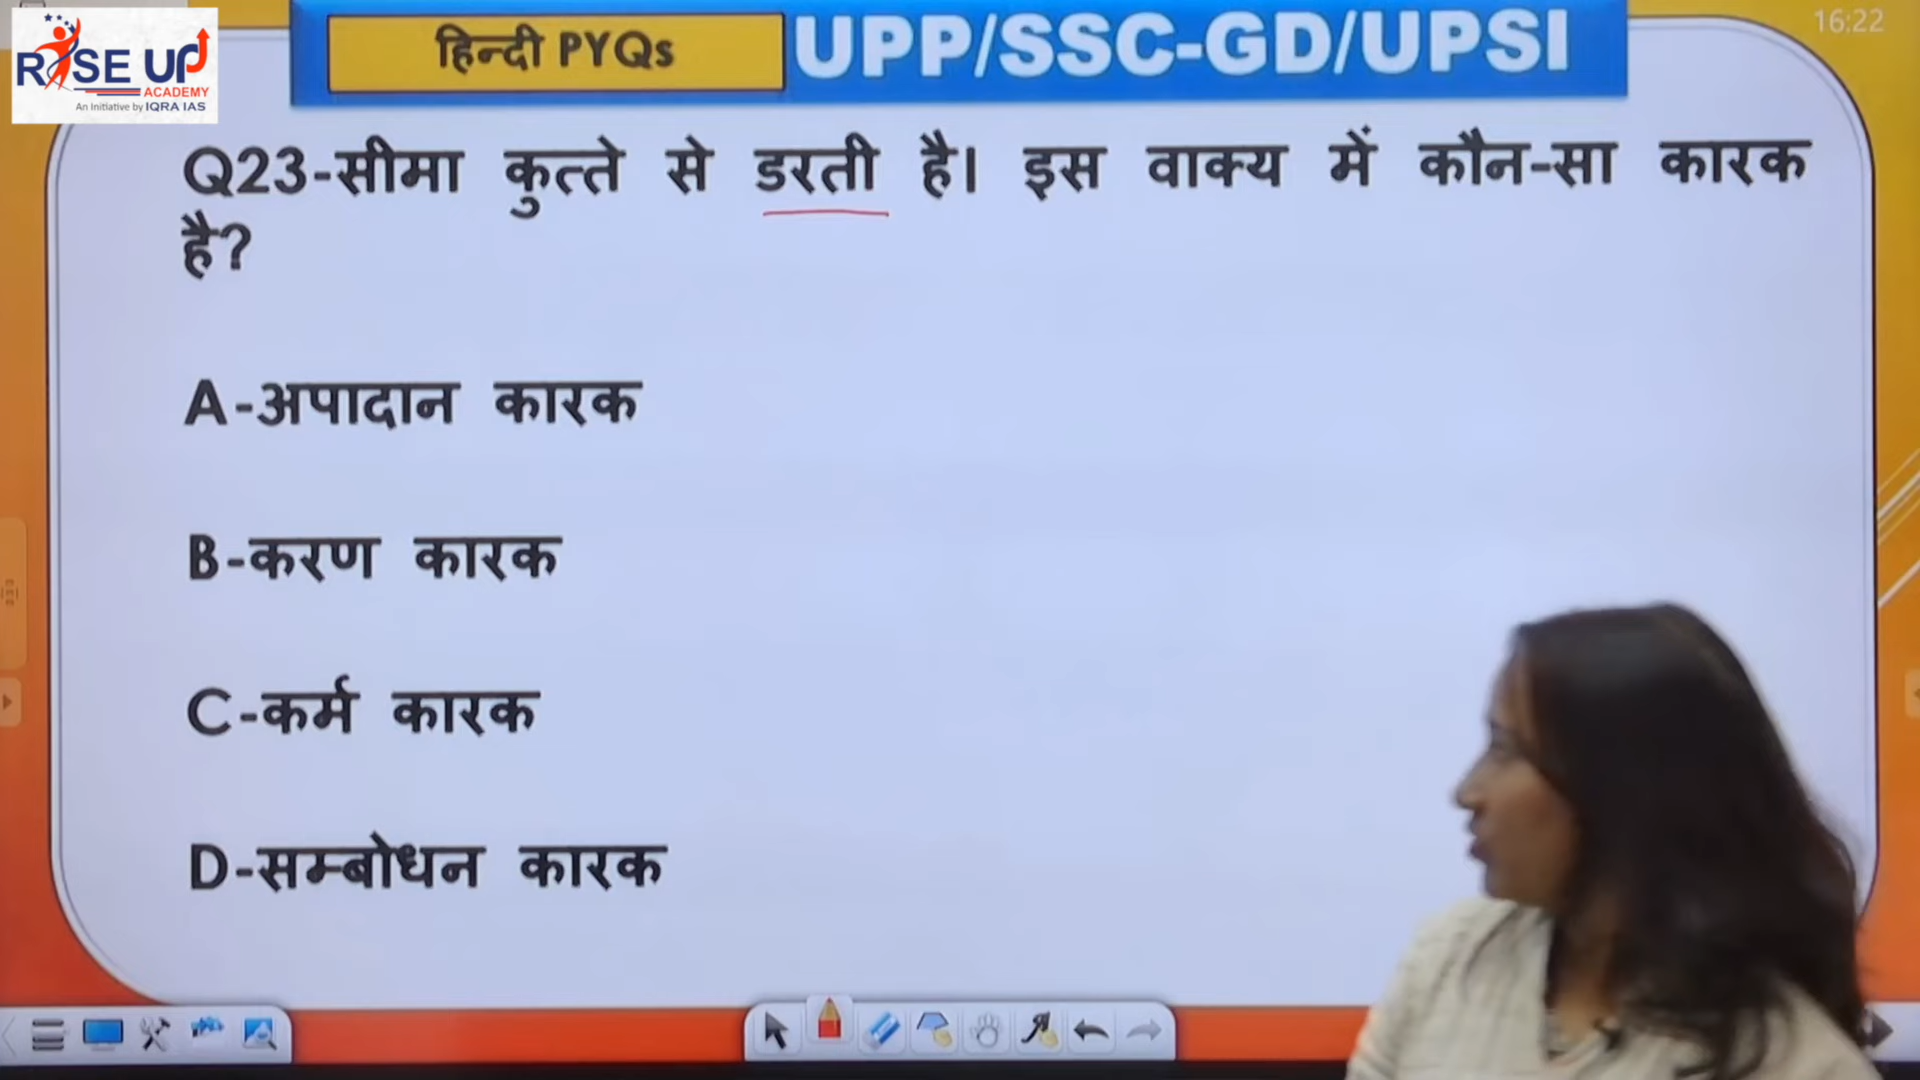 RISE UP
ACADEMY
An Initiative by IQRA IAS
हिन्दी PYQs
UPP/SSC-GD/UPSI
16:22
Q23-सीमा कुत्ते से डरती है। इस वाक्य में कौन-सा कारक
है?
A-अपादान कारक
B-करण कारक
C-कर्म कारक
D-सम्बोधन कारक